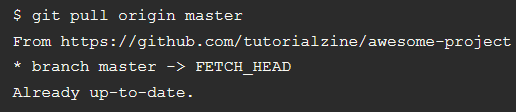 $ git pull origin master
From https://github.com/tutorialzine/awesome-project
* branch master -> FETCH_HEAD
Already up-to-date.